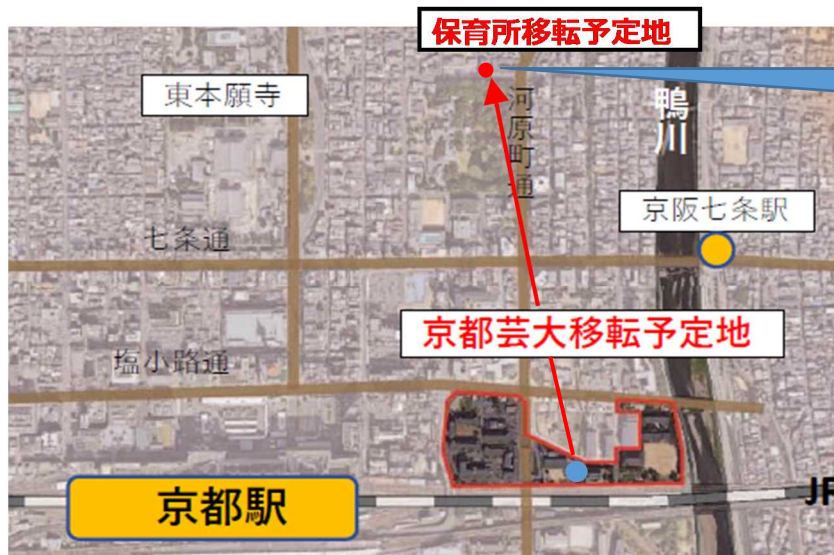 保育所移転予定地
東本願寺
河原町通
鴨川
京阪七条駅
七条通
京都芸大移転予定地
塩小路通
京都駅
JR